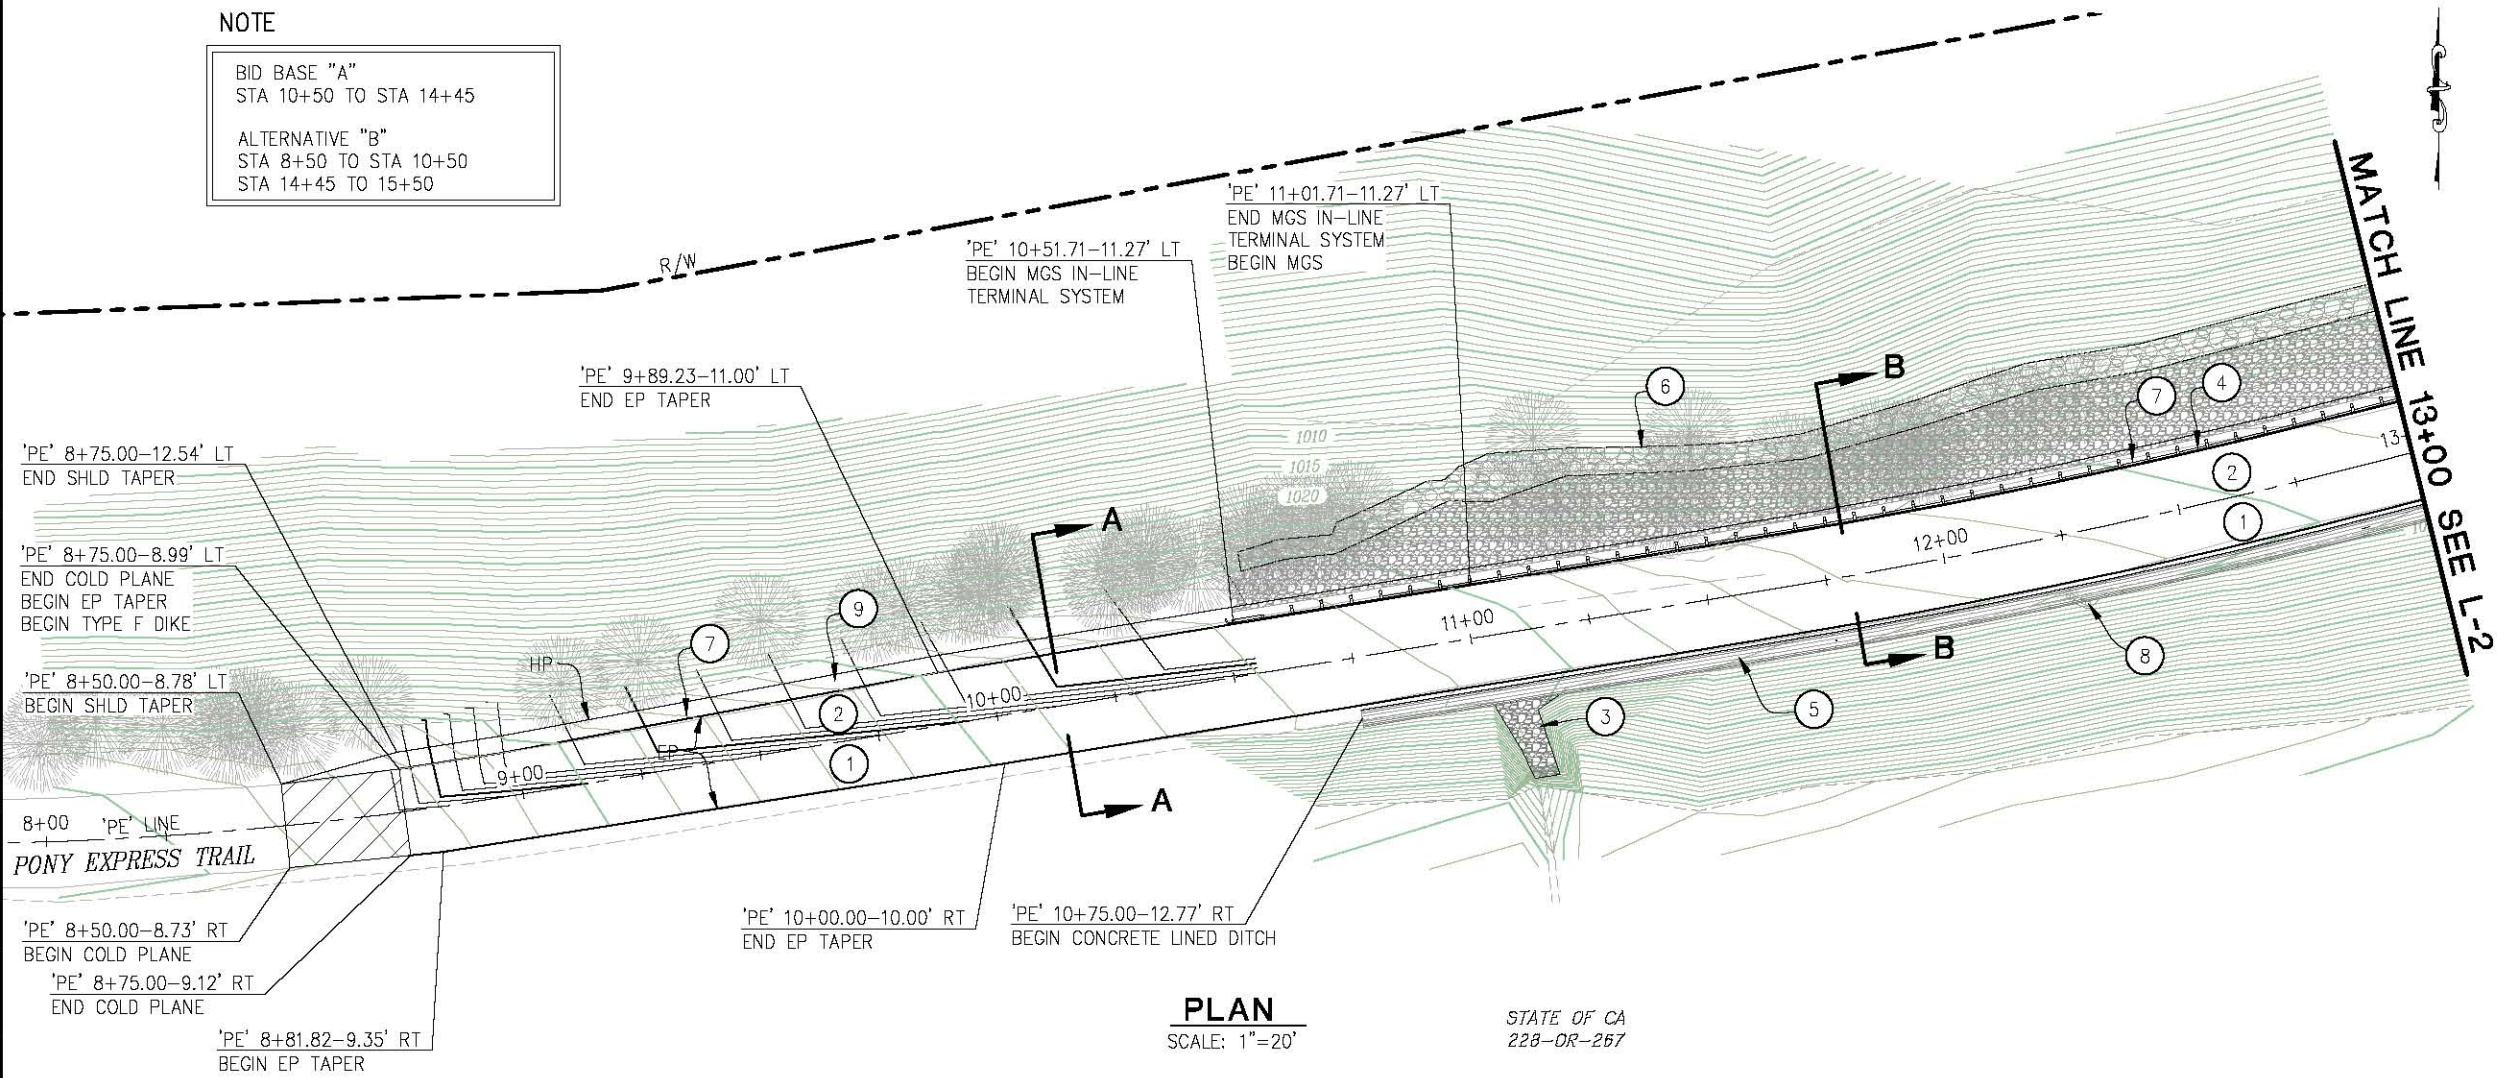 NOTE
BID BASE "A"
STA 10+50 TO STA 14+45
ALTERNATIVE "B"
STA 8+50 TO STA 10+50
STA 14+45 TO 15+50
R/W
'PE' 11+01.71-11.27' LT
END MGS IN-LINE
TERMINAL SYSTEM
BEGIN MGS
'PE' 10+51.71-11.27' LT
BEGIN MGS IN-LINE
TERMINAL SYSTEM
'PE' 9+89.23-11.00' LT
END EP TAPER
'PE' 8+75.00-12.54' LT
END SHLD TAPER
'PE' 8+75.00-8.99' LT
END COLD PLANE
BEGIN EP TAPER
BEGIN TYPE F DIKE
'PE' 8+50.00-8.78' LT
BEGIN SHLD TAPER
MATCH LINE 13+00 SEE L-2
B
6
7
4
1010
1015
1020
13+
2
1
A
12+00
9
11+00
7
HP
B
8
10+00
2
3
5
EP
1
9+00
A
8+00
'PE' LINE
PONY EXPRESS TRAIL
'PE' 8+50.00-8.73' RT
BEGIN COLD PLANE
'PE' 8+75.00-9.12' RT
END COLD PLANE
'PE' 8+81.82-9.35' RT
BEGIN EP TAPER
'PE' 10+00.00-10.00' RT
END EP TAPER
'PE' 10+75.00-12.77' RT
BEGIN CONCRETE LINED DITCH
PLAN
SCALE: 1"=20'
STATE OF CA
228-OR-267